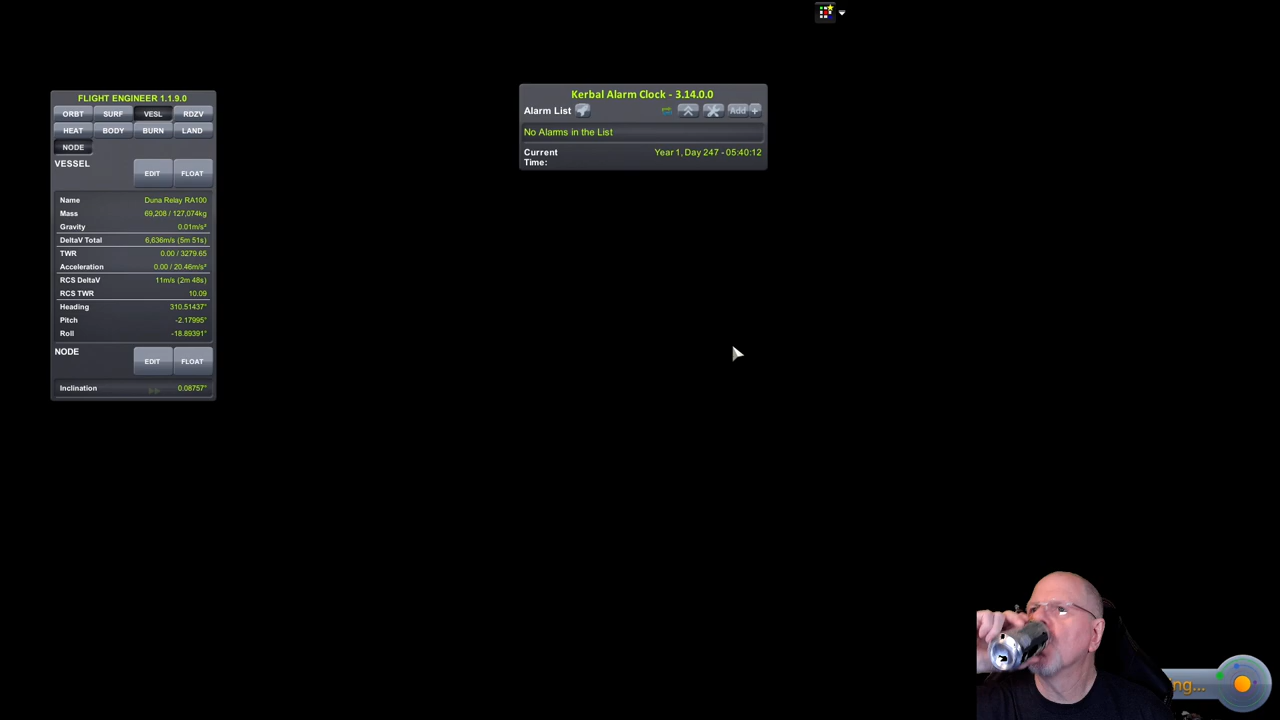 FLIGHT ENGINEER 1.1.9.0
ORBT SURF VESL RDZV
HEAT BODY BURN LAND
NODE
VESSEL EDIT FLOAT
Name Duna Relay RA100
Mass 69,208 / 127,074kg
Gravity 0.01m/s²
DeltaV Total 6,636m/s (5m 51s)
TWR 0.00 / 3279.65
Acceleration 0.00 / 20.46m/s²
RCS DeltaV 11m/s (2m 48s)
RCS TWR 10.09
Heading 310.51437°
Pitch -2.17995°
Roll -18.89391°
NODE EDIT FLOAT
Inclination 0.08757°
Kerbal Alarm Clock - 3.14.0.0
Alarm List Add +
No Alarms in the List
Current Time: Year 1, Day 247 - 05:40:12
ng...